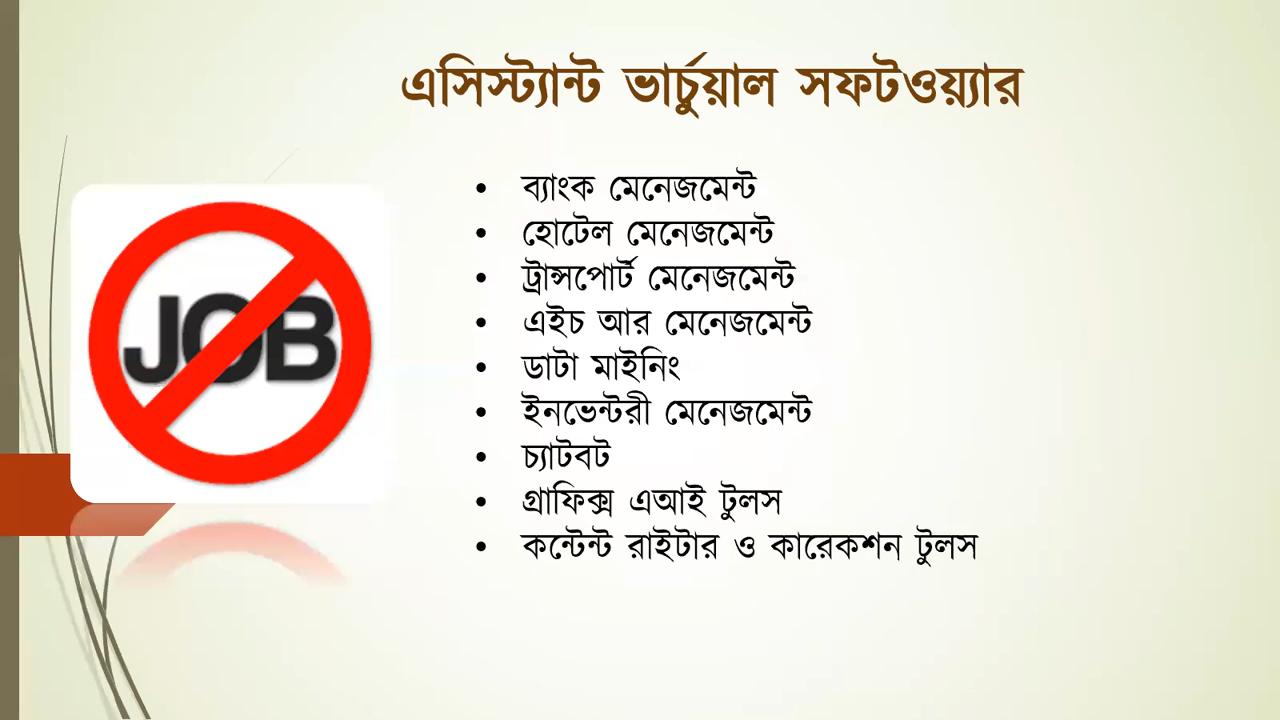 এসিস্ট্যান্ট ভার্চুয়াল সফটওয়্যার
JOB
• ব্যাংক মেনেজমেন্ট
• হোটেল মেনেজমেন্ট
• ট্রান্সপোর্ট মেনেজমেন্ট
• এইচ আর মেনেজমেন্ট
• ডাটা মাইনিং
• ইনভেন্টরী মেনেজমেন্ট
• চ্যাটবট
• গ্রাফিক্স এআই টুলস
• কন্টেন্ট রাইটার ও কারেকশন টুলস